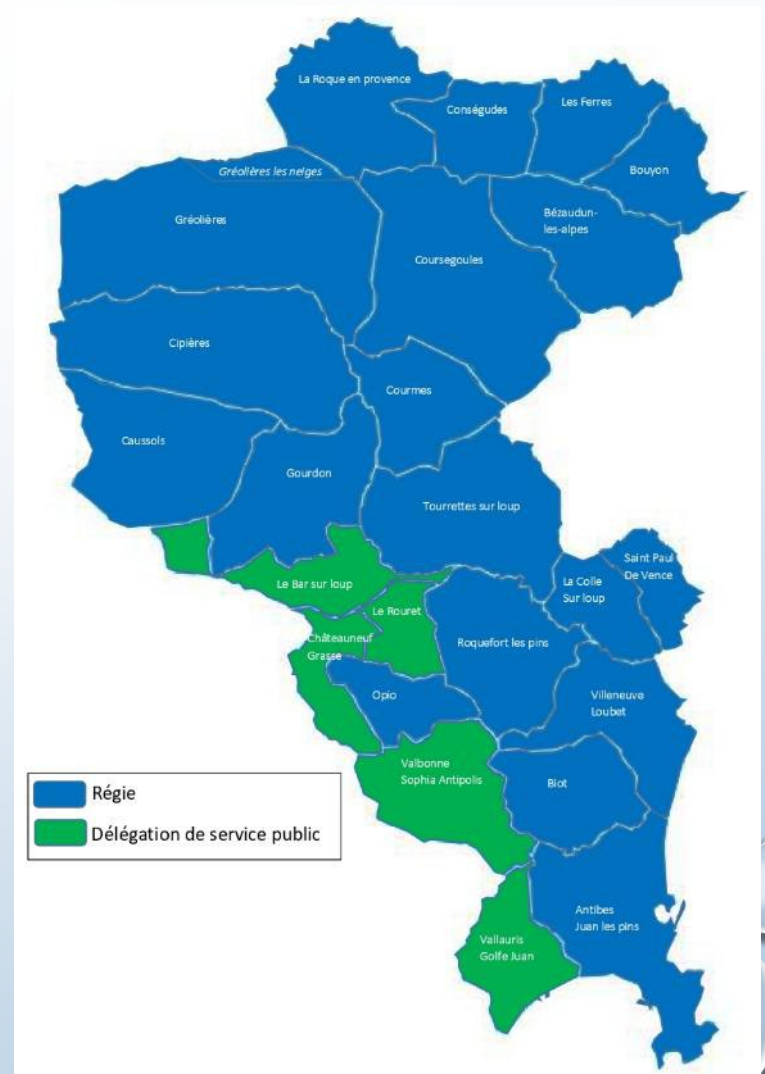 La Roque en provence
Conségudes
Les Ferres
Bouyon
Gréolières les neiges
Gréolières
Bézaudun-
les-alpes
Coursegoules
Cipières
Courmes
Caussols
Gourdon
Tourrettes sur loup
Saint Paul
De Vence
La Colle
Sur loup
Le Bar sur loup
Le Rouret
Châteauneuf
Grasse
Roquefort les pins
Opio
Villeneuve
Loubet
Valbonne
Sophia Antipolis
Biot
Régie
Délégation de service public
Antibes
Juan les pins
Vallauris
Golfe Juan